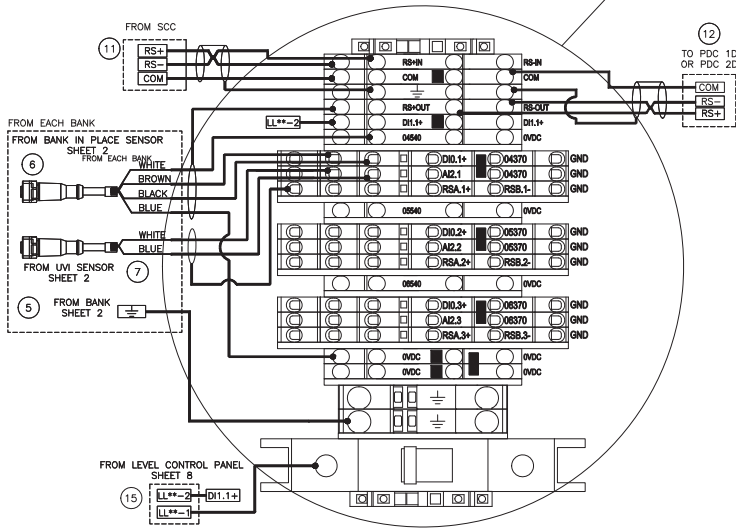 FROM SCC
11
RS+
RS-
COM
12
TO PDC 1D
OR PDC 2D
COM
RS-
RS+
RS+IN
RS-IN
COM
COM
RS+OUT
RS-OUT
LL**-2
DI1.1+
DI1.1+
04540
0VDC
FROM EACH BANK
FROM BANK IN PLACE SENSOR
SHEET 2
FROM EACH BANK
6
WHITE
BROWN
BLACK
BLUE
WHITE
BLUE
FROM UVI SENSOR
SHEET 2
7
5
FROM BANK
SHEET 2
DI0.1+ 04370 GND
AI2.1 04370 GND
RSA.1+ RSB.1- GND
05540 0VDC
DI0.2+ 05370 GND
AI2.2 05370 GND
RSA.2+ RSB.2- GND
06540 0VDC
DI0.3+ 06370 GND
AI2.3 06370 GND
RSA.3+ RSB.3- GND
0VDC 0VDC
0VDC 0VDC
FROM LEVEL CONTROL PANEL
SHEET 8
15
LL**-2 DI1.1+
LL**-1